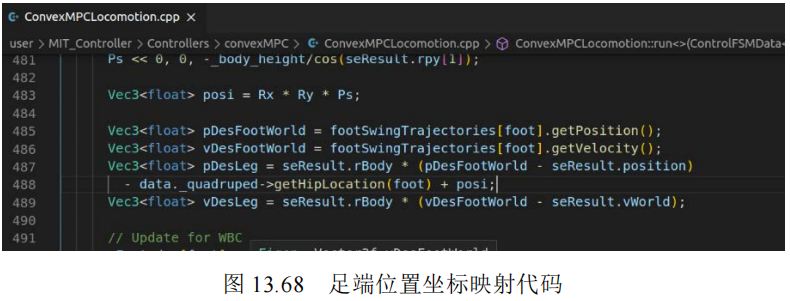 ConvexMPCLocomotion.cpp ×
user > MIT_Controller > Controllers > convexMPC > ConvexMPCLocomotion.cpp > ConvexMPCLocomotion::run<>(ControlFSMData<
481 Ps << 0, 0, -_body_height/cos(seResult.rpy[1]);
482
483 Vec3<float> posi = Rx * Ry * Ps;
484
485 Vec3<float> pDesFootWorld = footSwingTrajectories[foot].getPosition();
486 Vec3<float> vDesFootWorld = footSwingTrajectories[foot].getVelocity();
487 Vec3<float> pDesLeg = seResult.rBody * (pDesFootWorld - seResult.position)
488 - data._quadruped->getHipLocation(foot) + posi;
489 Vec3<float> vDesLeg = seResult.rBody * (vDesFootWorld - seResult.vWorld);
490
491 // Update for WBC
图 13.68 足端位置坐标映射代码